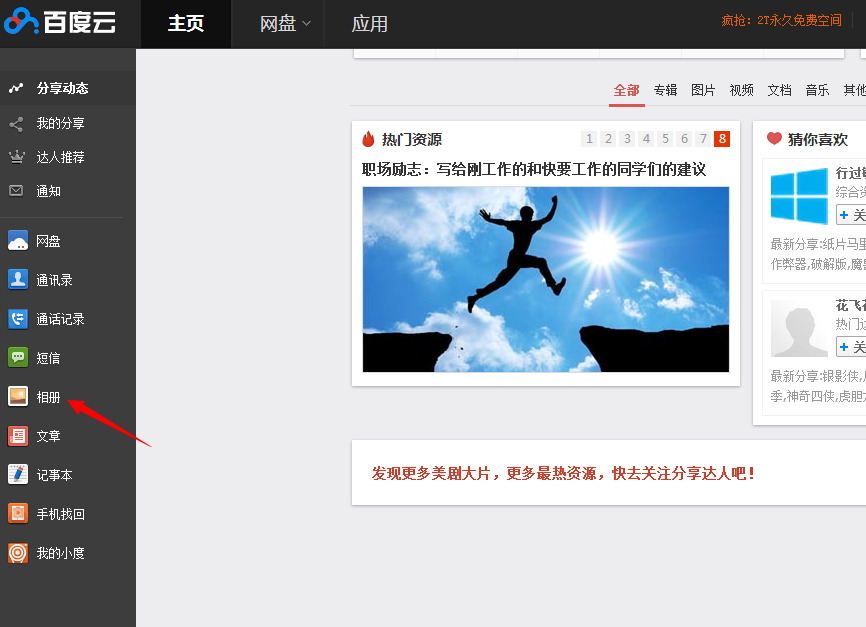 百度云
主页
网盘
应用
疯抢：2T永久免费空间
分享动态
我的分享
达人推荐
通知
网盘
通讯录
通话记录
短信
相册
文章
记事本
手机找回
我的小度
全部 专辑 图片 视频 文档 音乐 其他
热门资源
1 2 3 4 5 6 7 8
职场励志：写给刚工作的和快要工作的同学们的建议
猜你喜欢
行过
综合资
+ 关
最新分享:纸片马里
作弊器,破解版,魔兽
花飞花
热门达
+ 关
最新分享:银影侠,
季,神奇四侠,虎胆
发现更多美剧大片，更多最热资源，快去关注分享达人吧！